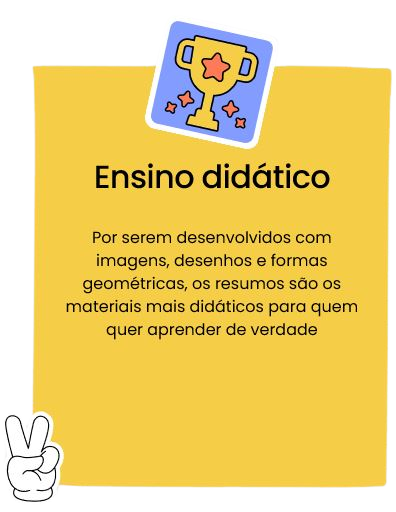 Ensino didático
Por serem desenvolvidos com
imagens, desenhos e formas
geométricas, os resumos são os
materiais mais didáticos para quem
quer aprender de verdade